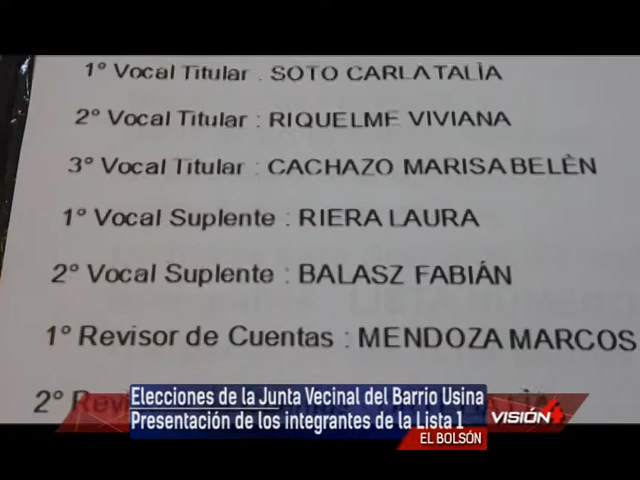 1° Vocal Titular : SOTO CARLA TALÌA
2° Vocal Titular : RIQUELME VIVIANA
3° Vocal Titular : CACHAZO MARISA BELÈN
1° Vocal Suplente : RIERA LAURA
2° Vocal Suplente : BALASZ FABIÁN
1° Revisor de Cuentas : MENDOZA MARCOS
2°
Elecciones de la Junta Vecinal del Barrio Usina
Presentación de los integrantes de la Lista 1
VISIÓN
EL BOLSÓN